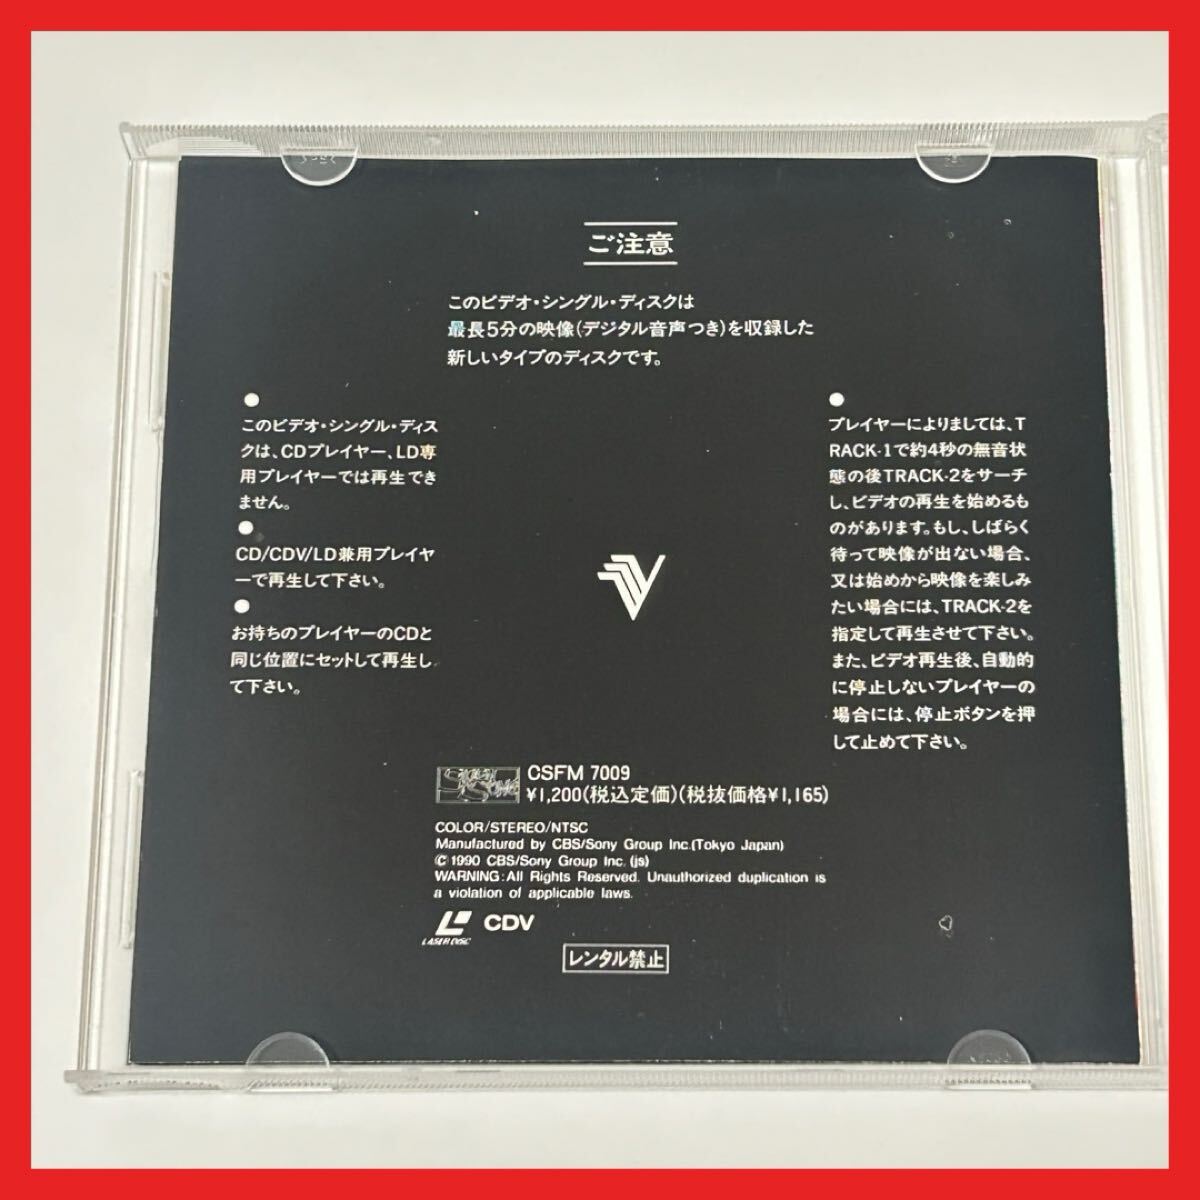 ご注意
このビデオ・シングル・ディスクは
最長5分の映像(デジタル音声つき)を収録した
新しいタイプのディスクです。
●
このビデオ・シングル・ディス
クは、CDプレイヤー、LD専
用プレイヤーでは再生でき
ません。
●
CD/CDV/LD兼用プレイヤ
ーで再生して下さい。
●
お持ちのプレイヤーのCDと
同じ位置にセットして再生し
て下さい。
●
プレイヤーによりましては、T
RACK-1で約4秒の無音状
態の後TRACK-2をサーチ
し、ビデオの再生を始めるも
のがあります。もし、しばらく
待って映像が出ない場合、
又は始めから映像を楽しみ
たい場合には、TRACK-2を
指定して再生させて下さい。
また、ビデオ再生後、自動的
に停止しないプレイヤーの
場合には、停止ボタンを押
して止めて下さい。
CSFM 7009
¥1,200(税込定価)(税抜価格¥1,165)
COLOR/STEREO/NTSC
Manufactured by CBS/Sony Group Inc.(Tokyo Japan)
© 1990 CBS/Sony Group Inc. (js)
WARNING:All Rights Reserved. Unauthorized duplication is
a violation of applicable laws.
LASER DISC CDV
レンタル禁止